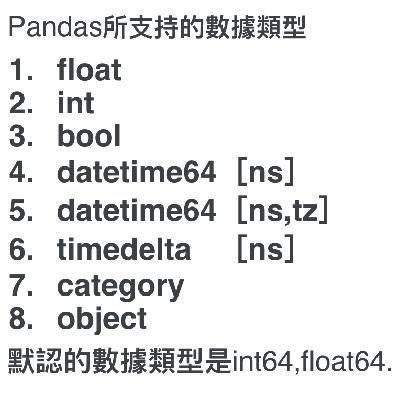 Pandas所支持的數據類型
1. float
2. int
3. bool
4. datetime64 [ns]
5. datetime64 [ns,tz]
6. timedelta [ns]
7. category
8. object
默認的數據類型是int64,float64.